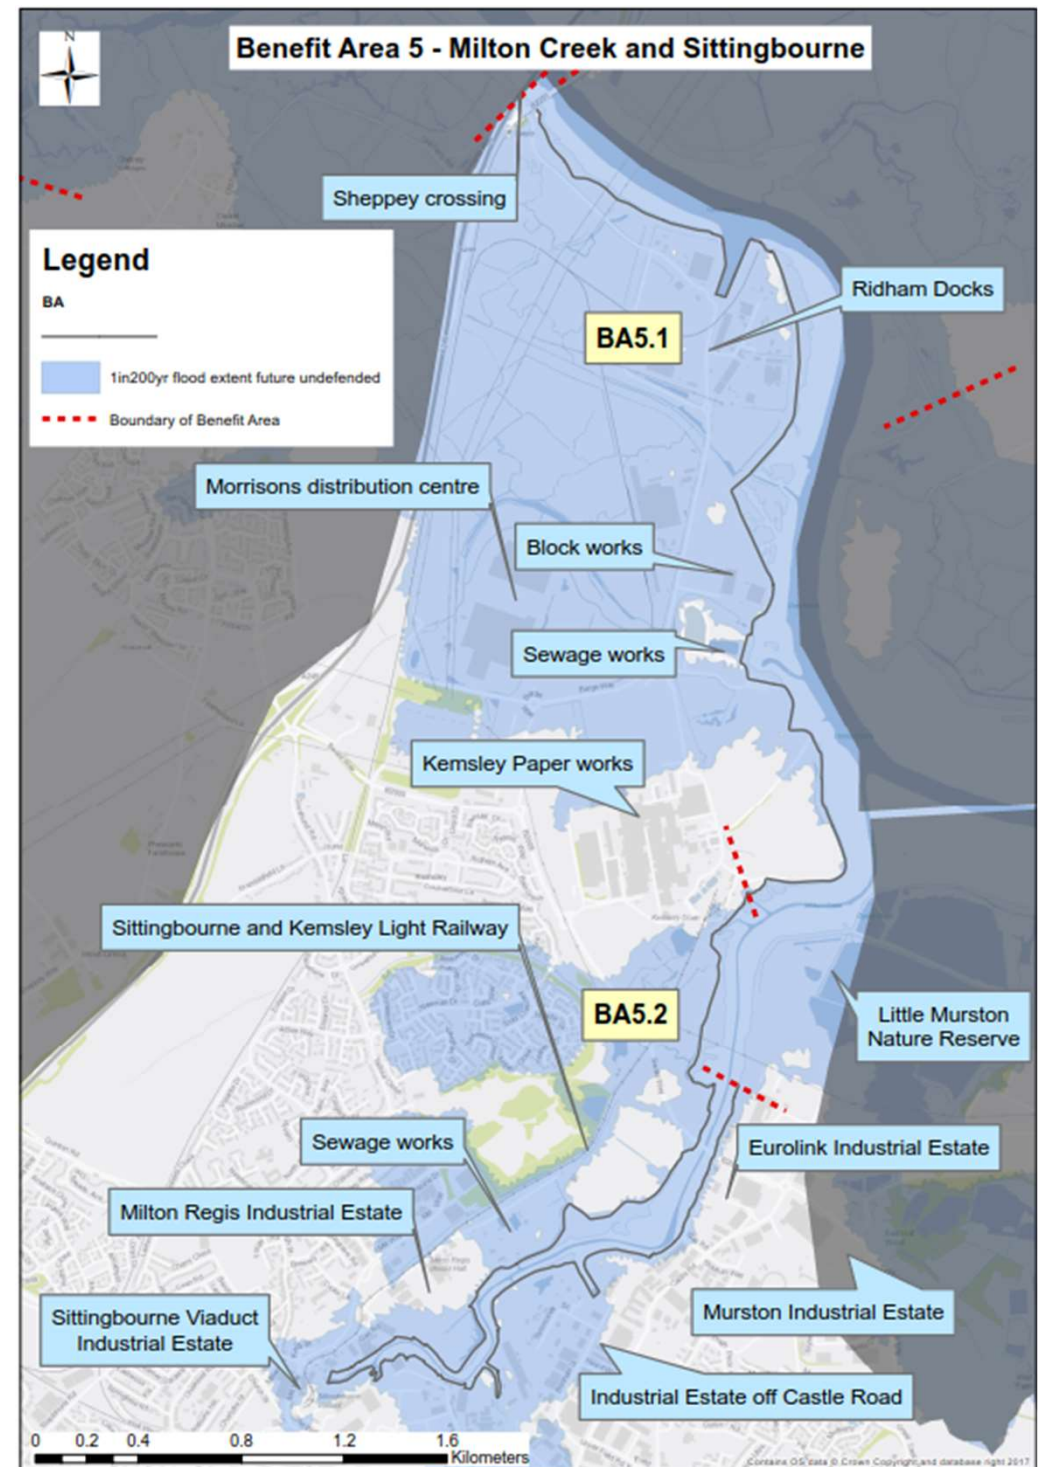 N
Benefit Area 5 - Milton Creek and Sittingbourne
Sheppey crossing
Legend
BA
1in200yr flood extent future undefended
Boundary of Benefit Area
Ridham Docks
BA5.1
Morrisons distribution centre
Block works
Sewage works
Kemsley Paper works
Sittingbourne and Kemsley Light Railway
BA5.2
Little Murston
Nature Reserve
Sewage works
Eurolink Industrial Estate
Milton Regis Industrial Estate
Sittingbourne Viaduct
Industrial Estate
Murston Industrial Estate
Industrial Estate off Castle Road
0 0.2 0.4 0.8 1.2 1.6
Kilometers
Contains OS data © Crown Copyright and database right 2017